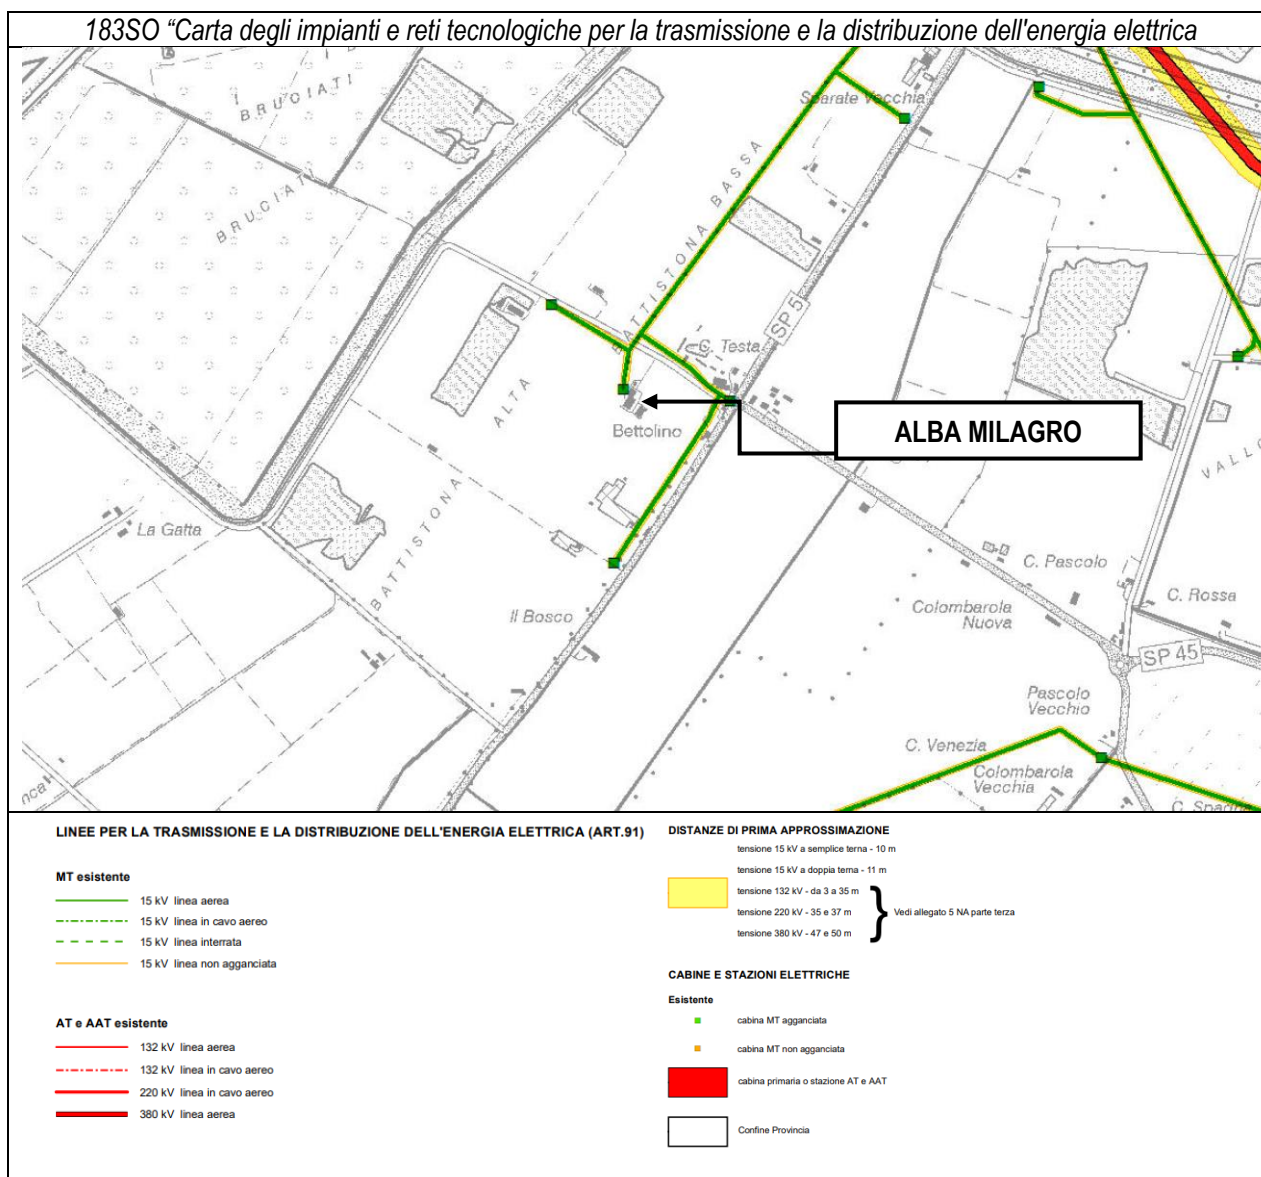 183SO “Carta degli impianti e reti tecnologiche per la trasmissione e la distribuzione dell'energia elettrica
BRUCIATI
BRUCIATI
Sparate Vecchia
BATTISTONA BASSA
SP 5
C. Testa
ALTA
BATTISTONA
Bettolino
ALBA MILAGRO
La Gatta
Il Bosco
C. Pascolo
Colombarola
Nuova
C. Rossa
SP 45
Pascolo
Vecchio
C. Venezia
Colombarola
Vecchia
LINEE PER LA TRASMISSIONE E LA DISTRIBUZIONE DELL'ENERGIA ELETTRICA (ART.91)
MT esistente
15 kV linea aerea
15 kV linea in cavo aereo
15 kV linea interrata
15 kV linea non agganciata
AT e AAT esistente
132 kV linea aerea
132 kV linea in cavo aereo
220 kV linea in cavo aereo
380 kV linea aerea
DISTANZE DI PRIMA APPROSSIMAZIONE
tensione 15 kV a semplice terna - 10 m
tensione 15 kV a doppia terna - 11 m
tensione 132 kV - da 3 a 35 m
tensione 220 kV - 35 e 37 m
tensione 380 kV - 47 e 50 m
Vedi allegato 5 NA parte terza
CABINE E STAZIONI ELETTRICHE
Esistente
cabina MT agganciata
cabina MT non agganciata
cabina primaria o stazione AT e AAT
Confine Provincia